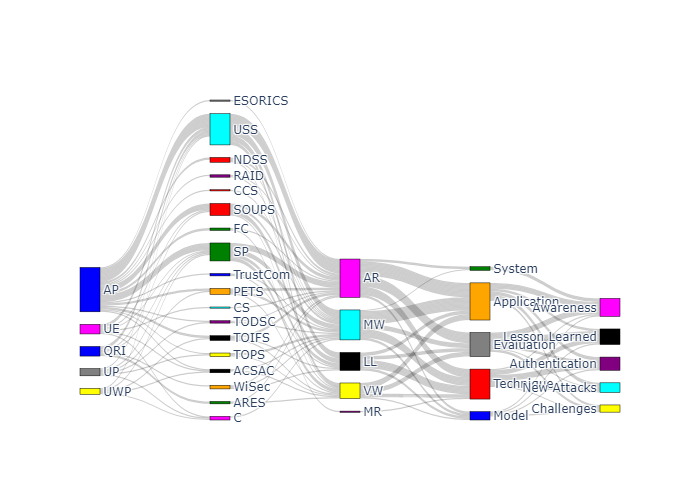 ESORICS
USS
NDSS
RAID
CCS
SOUPS
FC
SP
TrustCom
PETS
CS
TODSC
TOIFS
TOPS
ACSAC
WiSec
ARES
C
AP
UE
QRI
UP
UWP
AR
MW
LL
VW
MR
System
Application
Evaluation
Technique
Model
Awareness
Lesson Learned
Authentication
New Attacks
Challenges